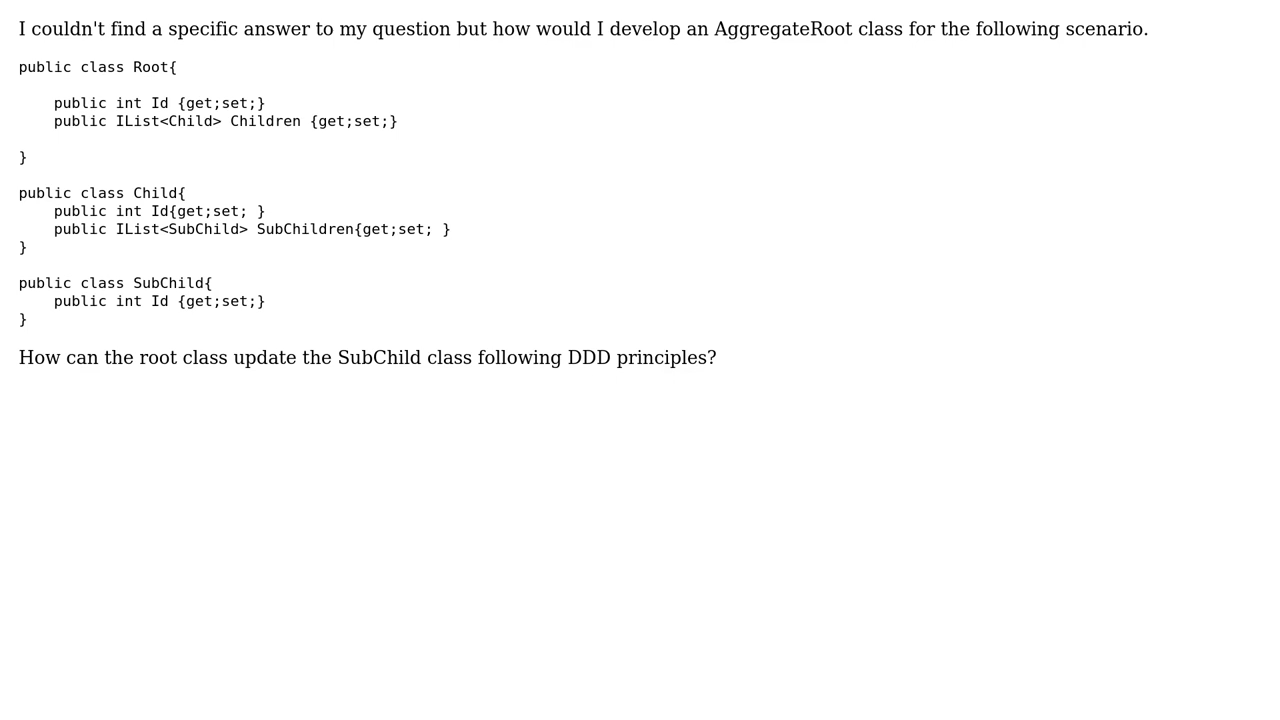 I couldn't find a specific answer to my question but how would I develop an AggregateRoot class for the following scenario.
public class Root{
    public int Id {get;set;}
    public IList<Child> Children {get;set;}
}
public class Child{
    public int Id{get;set; }
    public IList<SubChild> SubChildren{get;set; }
}
public class SubChild{
    public int Id {get;set;}
}
How can the root class update the SubChild class following DDD principles?